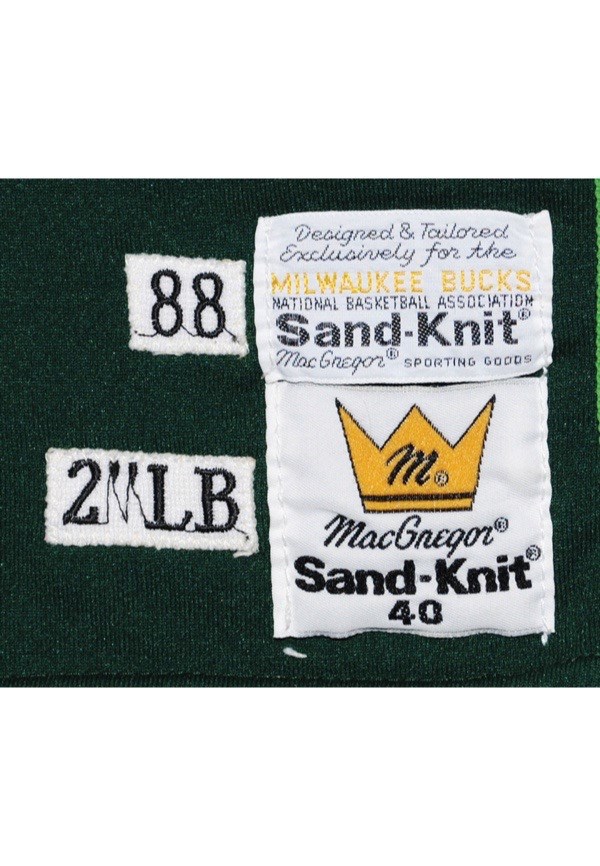 Designed & Tailored
Exclusively for the
MILWAUKEE BUCKS
NATIONAL BASKETBALL ASSOCIATION
Sand-Knit®
MacGregor® SPORTING GOODS
88
2"LB
M®
MacGregor®
Sand-Knit®
40